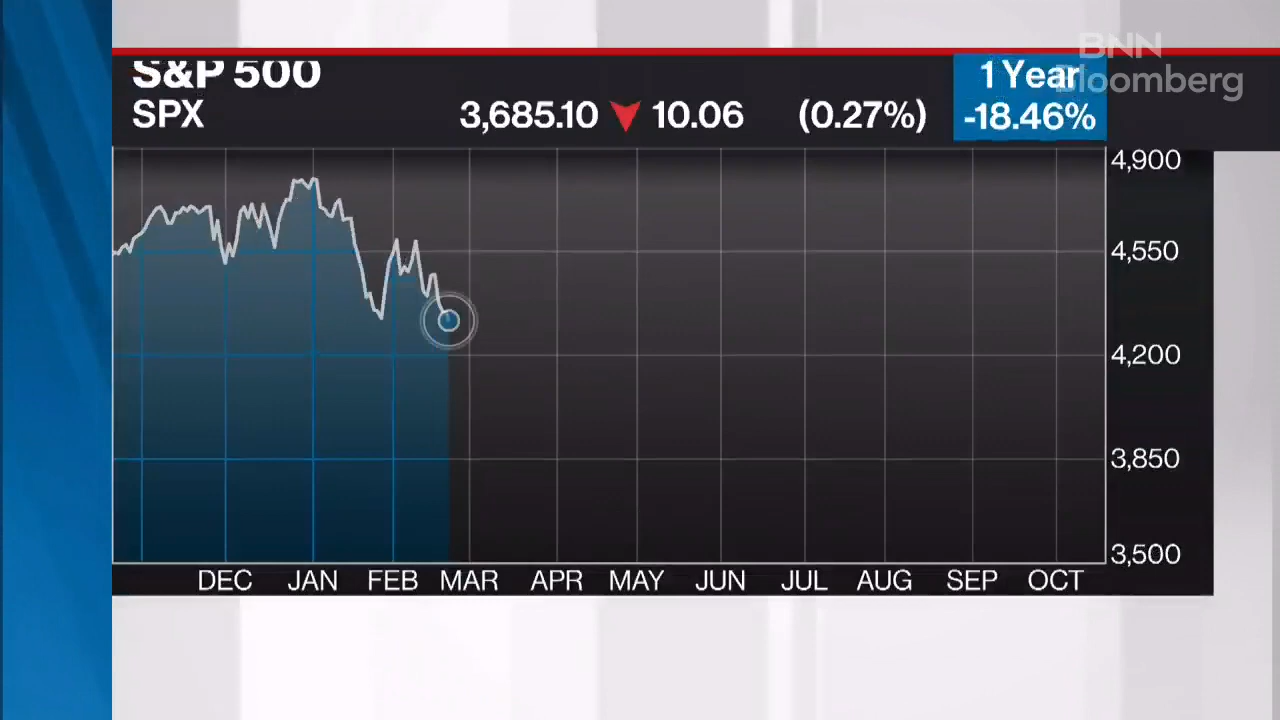 BNN
Bloomberg
S&P 500
SPX
3,685.10 10.06 (0.27%)
1 Year
-18.46%
4,900
4,550
4,200
3,850
3,500
DEC JAN FEB MAR APR MAY JUN JUL AUG SEP OCT